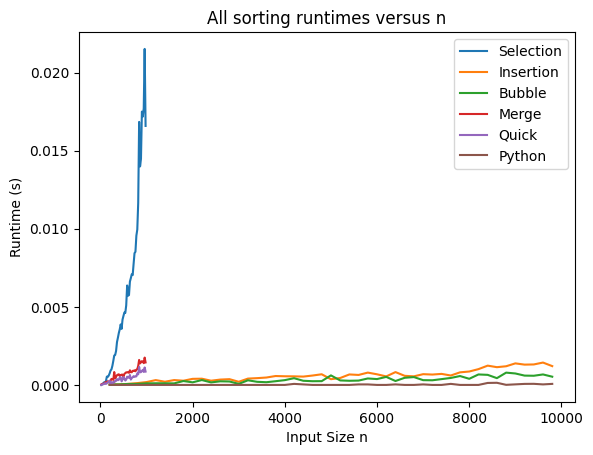 All sorting runtimes versus n
Selection
Insertion
Bubble
Merge
Quick
Python
Runtime (s)
0.020
0.015
0.010
0.005
0.000
0
2000
4000
6000
8000
10000
Input Size n